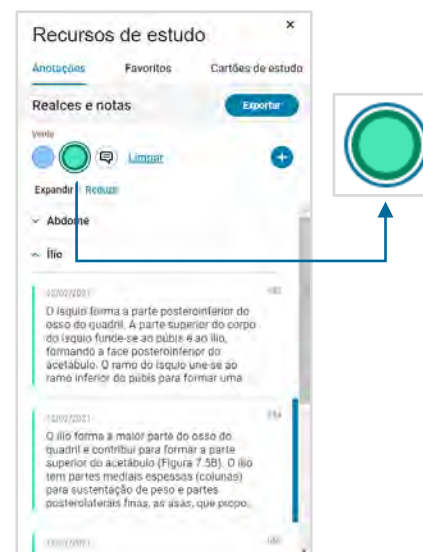 Recursos de estudo
×
Anotações Favoritos Cartões de estudo
Realces e notas Exportar
Verde
Limpar
Expandir Reduzir
Abdome
Ílio
12/02/2021
O ísquio forma a parte posteroinferior do
osso do quadril. A parte superior do corpo
do ísquio funde-se ao púbis e ao ílio,
formando a face posteroinferior do
acetábulo. O ramo do ísquio une-se ao
ramo inferior do púbis para formar uma
12/02/2021
O ílio forma a maior parte do osso do
quadril e contribui para formar a parte
superior do acetábulo (Figura 7.5B). O ílio
tem partes mediais espessas (colunas)
para sustentação de peso e partes
posterolaterais finas, as asas, que propo...
12/02/2021